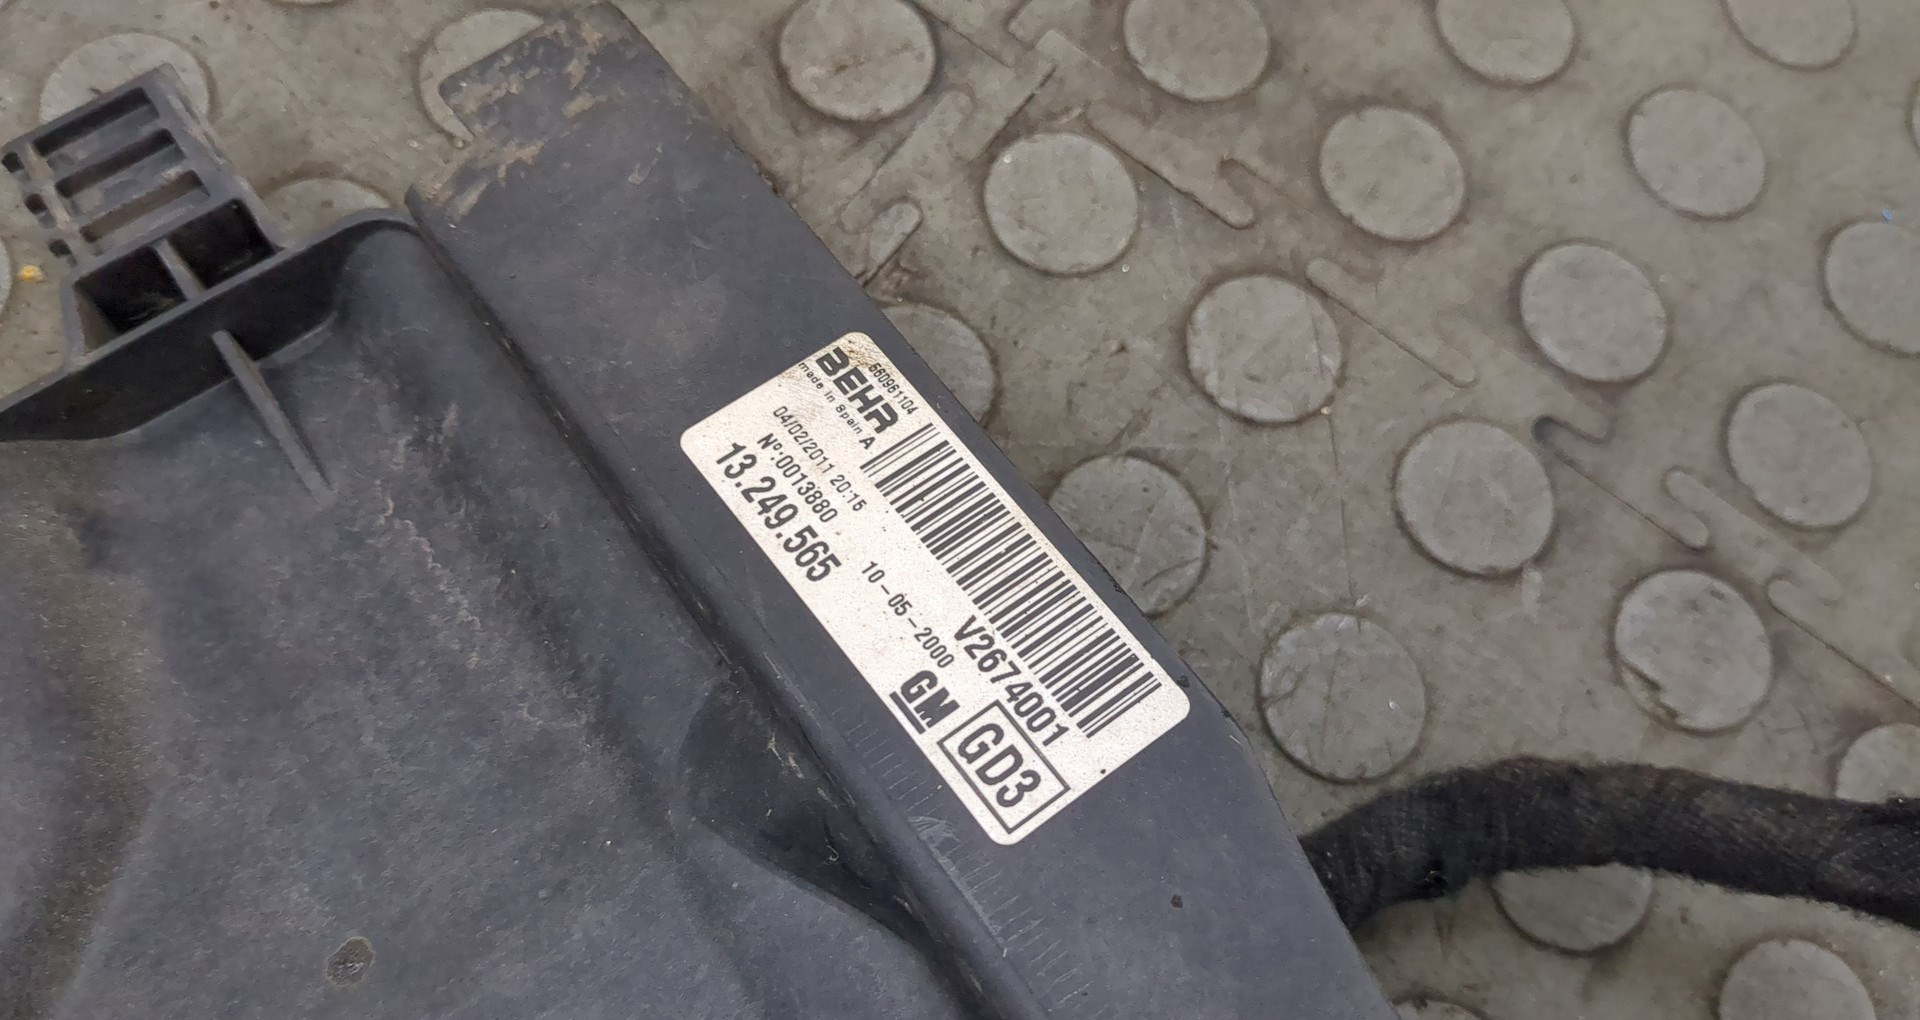 660961104
BEHR
made in Spain A
04/02/2011 20:15
Nº:0013880
13.249.565
10-05-2000
V2674001
GM
GD3